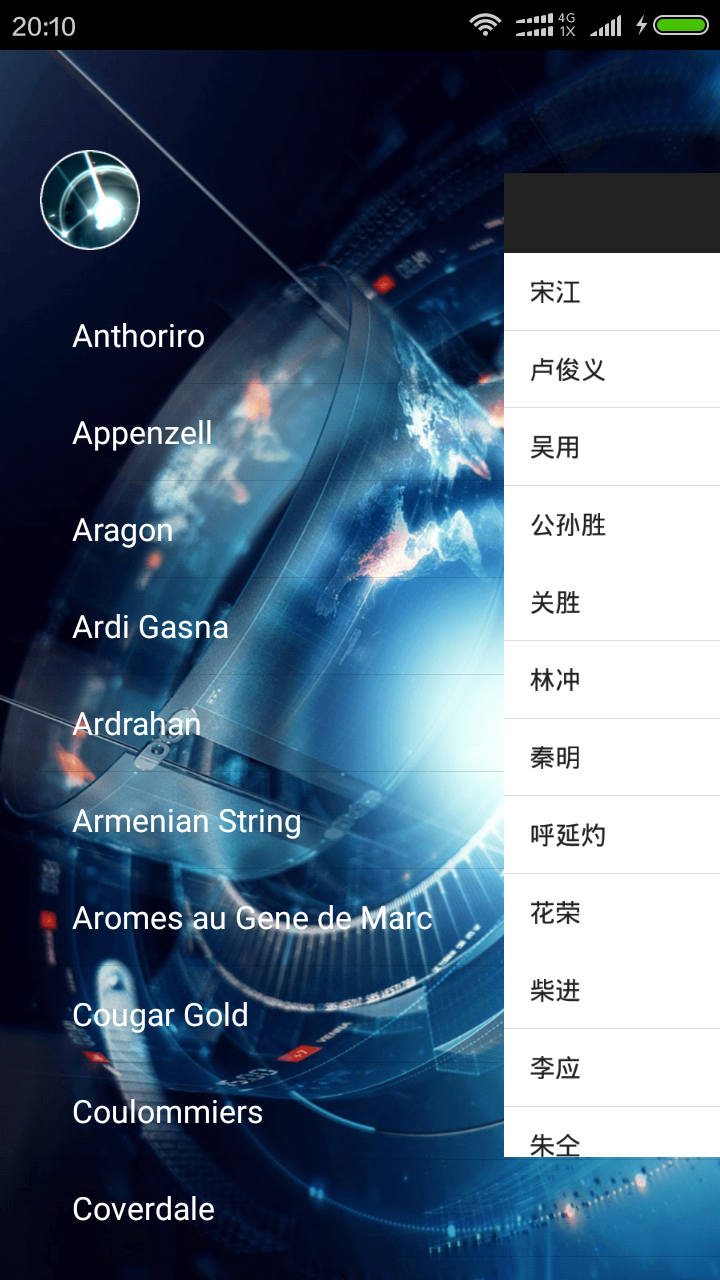 20:10
4G
1X
Anthoriro
Appenzell
Aragon
Ardi Gasna
Ardrahan
Armenian String
Aromes au Gene de Marc
Cougar Gold
Coulommiers
Coverdale
宋江
卢俊义
吴用
公孙胜
关胜
林冲
秦明
呼延灼
花荣
柴进
李应
朱仝